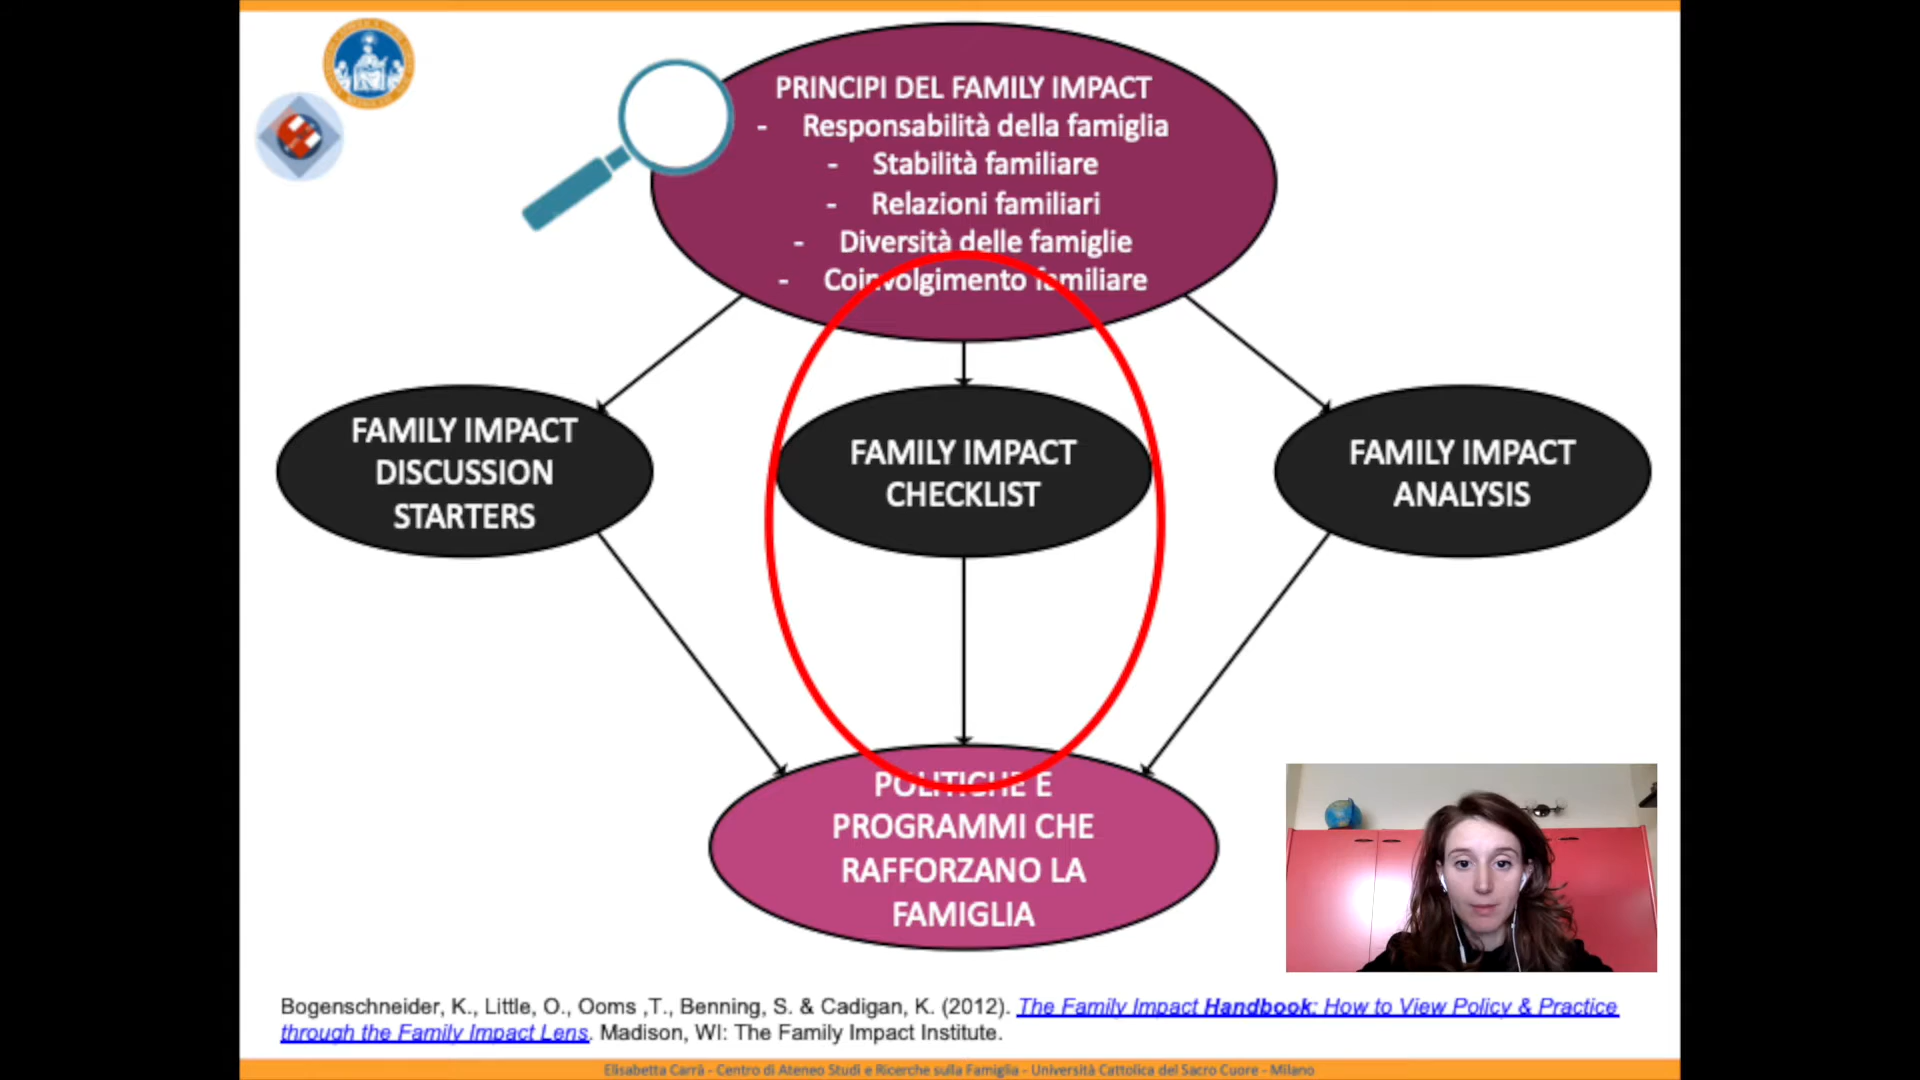 PRINCIPI DEL FAMILY IMPACT
- Responsabilità della famiglia
- Stabilità familiare
- Relazioni familiari
- Diversità delle famiglie
- Coinvolgimento familiare
FAMILY IMPACT
DISCUSSION
STARTERS
FAMILY IMPACT
CHECKLIST
FAMILY IMPACT
ANALYSIS
POLITICHE E
PROGRAMMI CHE
RAFFORZANO LA
FAMIGLIA
Bogenschneider, K., Little, O., Ooms ,T., Benning, S. & Cadigan, K. (2012). The Family Impact Handbook: How to View Policy & Practice
through the Family Impact Lens. Madison, WI: The Family Impact Institute.
Elisabetta Carrà - Centro di Ateneo Studi e Ricerche sulla Famiglia - Università Cattolica del Sacro Cuore - Milano